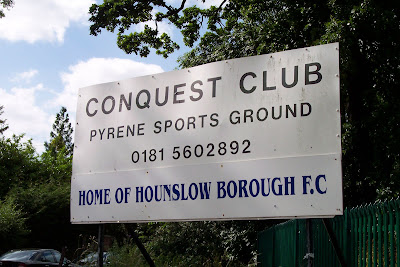 CONQUEST CLUB
PYRENE SPORTS GROUND
0181 5602892
HOME OF HOUNSLOW BOROUGH F.C